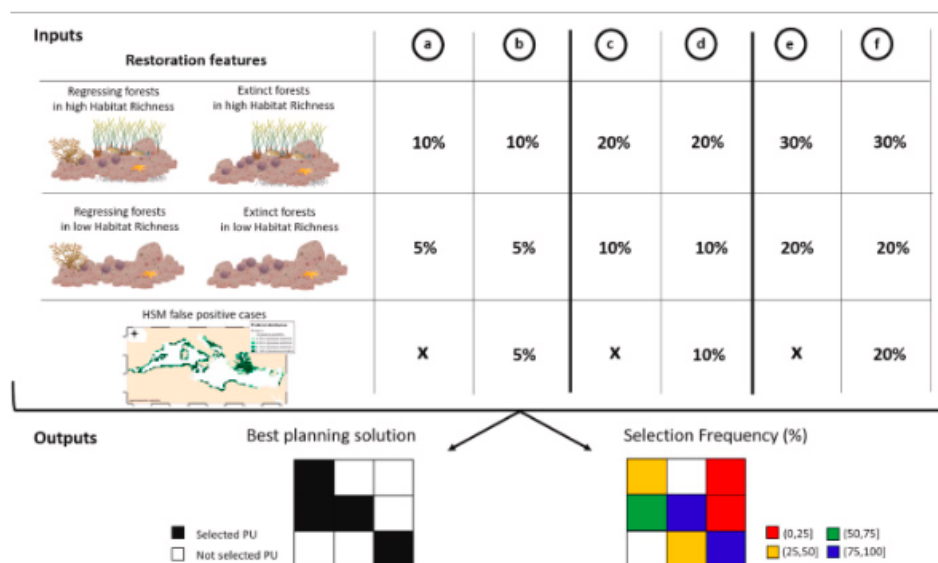 Inputs
a b c d e f
Restoration features
Regressing forests
in high Habitat Richness
Extinct forests
in high Habitat Richness
10% 10% 20% 20% 30% 30%
Regressing forests
in low Habitat Richness
Extinct forests
in low Habitat Richness
5% 5% 10% 10% 20% 20%
HSM false positive cases
X 5% X 10% X 20%
Outputs
Best planning solution
Selection Frequency (%)
Selected PU
Not selected PU
(0,25] (50,75]
(25,50] (75,100]